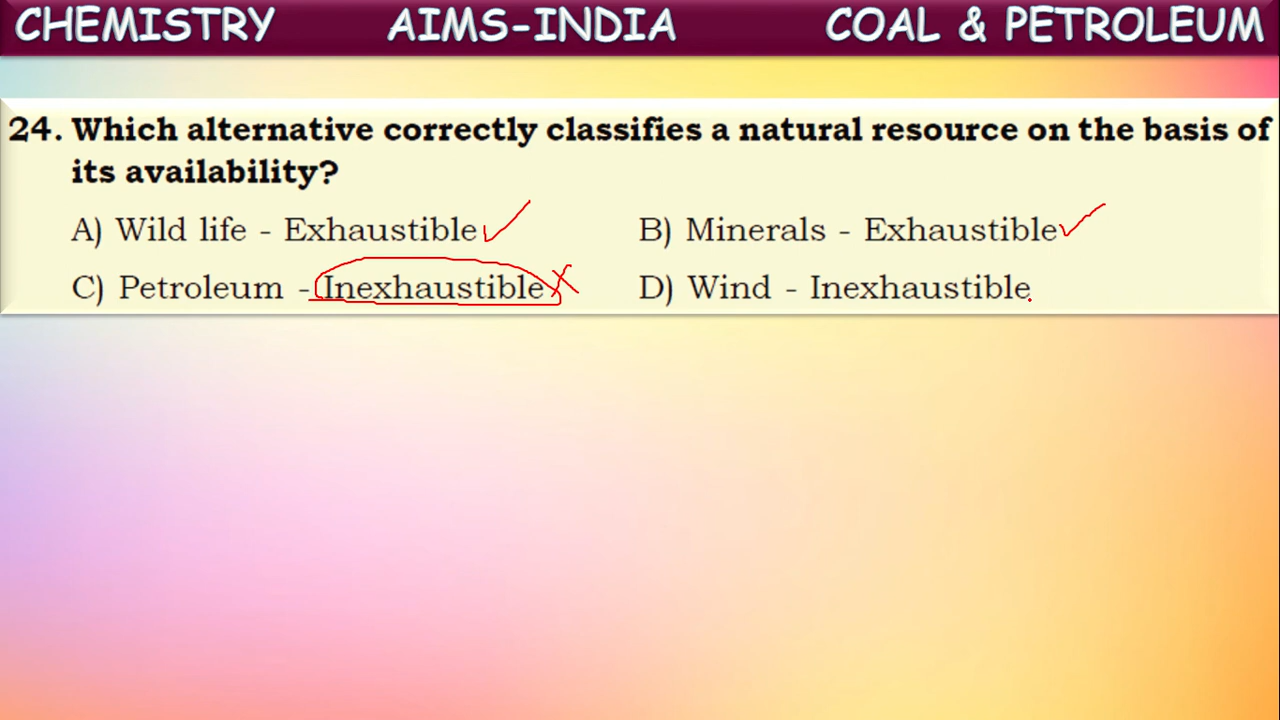 CHEMISTRY AIMS-INDIA COAL & PETROLEUM
24. Which alternative correctly classifies a natural resource on the basis of
its availability?
A) Wild life - Exhaustible B) Minerals - Exhaustible
C) Petroleum - Inexhaustible D) Wind - Inexhaustible